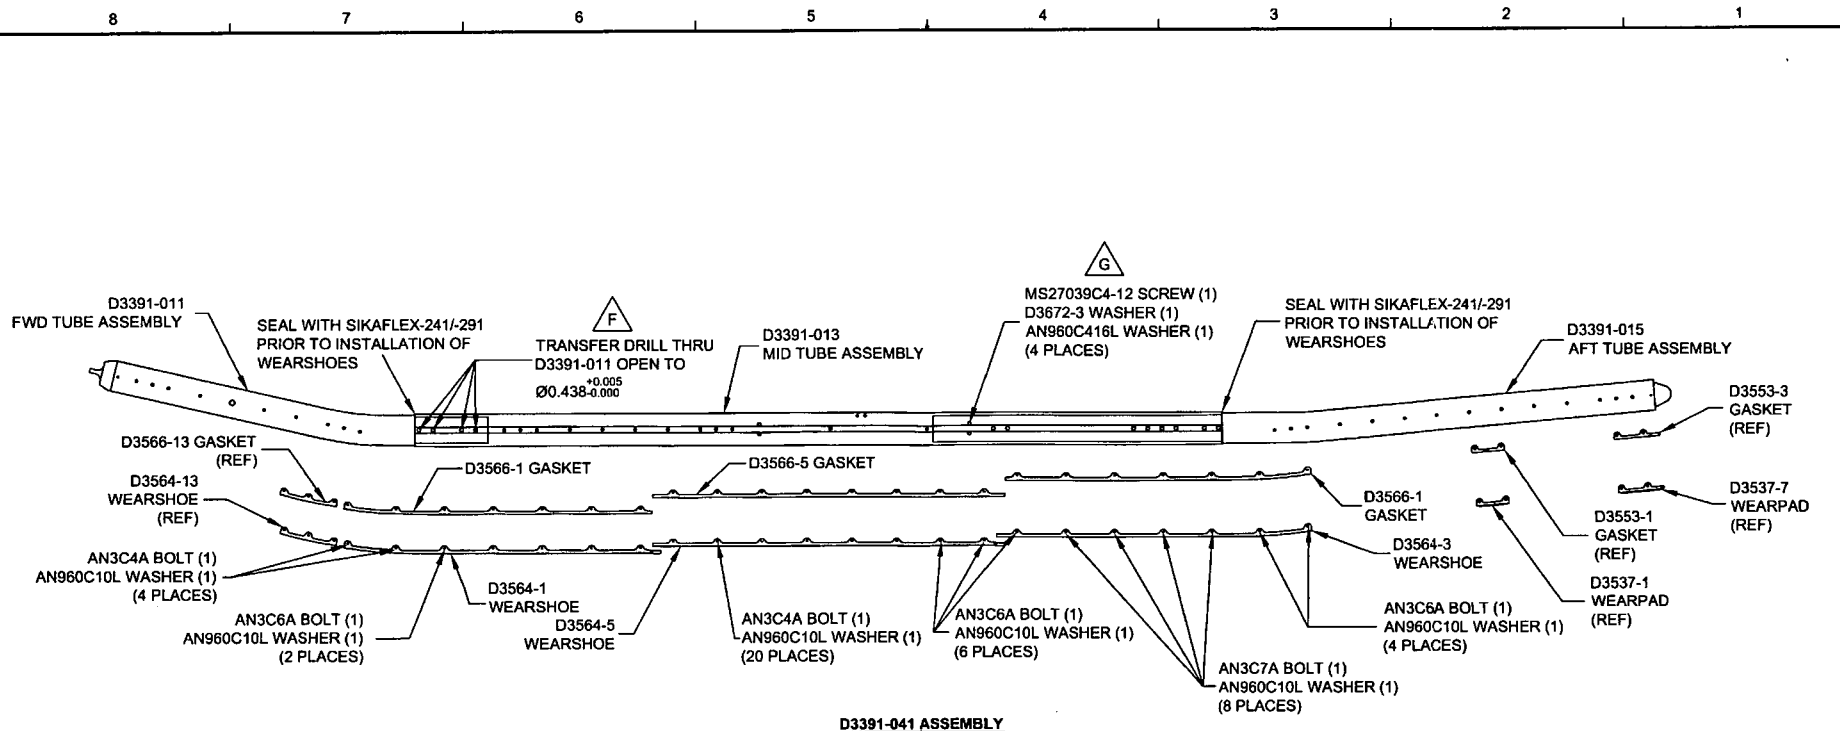 8 7 6 5 4 3 2 1
D3391-011
FWD TUBE ASSEMBLY
SEAL WITH SIKAFLEX-241/-291
PRIOR TO INSTALLATION OF
WEARSHOES
F
TRANSFER DRILL THRU
D3391-011 OPEN TO
Ø0.438+0.005-0.000
D3391-013
MID TUBE ASSEMBLY
G
MS27039C4-12 SCREW (1)
D3672-3 WASHER (1)
AN960C416L WASHER (1)
(4 PLACES)
SEAL WITH SIKAFLEX-241/-291
PRIOR TO INSTALLATION OF
WEARSHOES
D3391-015
AFT TUBE ASSEMBLY
D3553-3
GASKET
(REF)
D3566-13 GASKET
(REF)
D3566-1 GASKET
D3566-5 GASKET
D3566-1
GASKET
D3564-13
WEARSHOE
(REF)
D3553-1
GASKET
(REF)
D3537-7
WEARPAD
(REF)
AN3C4A BOLT (1)
AN960C10L WASHER (1)
(4 PLACES)
D3564-1
WEARSHOE
D3564-3
WEARSHOE
D3537-1
WEARPAD
(REF)
AN3C6A BOLT (1)
AN960C10L WASHER (1)
(2 PLACES)
D3564-5
WEARSHOE
AN3C4A BOLT (1)
AN960C10L WASHER (1)
(20 PLACES)
AN3C6A BOLT (1)
AN960C10L WASHER (1)
(6 PLACES)
AN3C6A BOLT (1)
AN960C10L WASHER (1)
(4 PLACES)
AN3C7A BOLT (1)
AN960C10L WASHER (1)
(8 PLACES)
D3391-041 ASSEMBLY